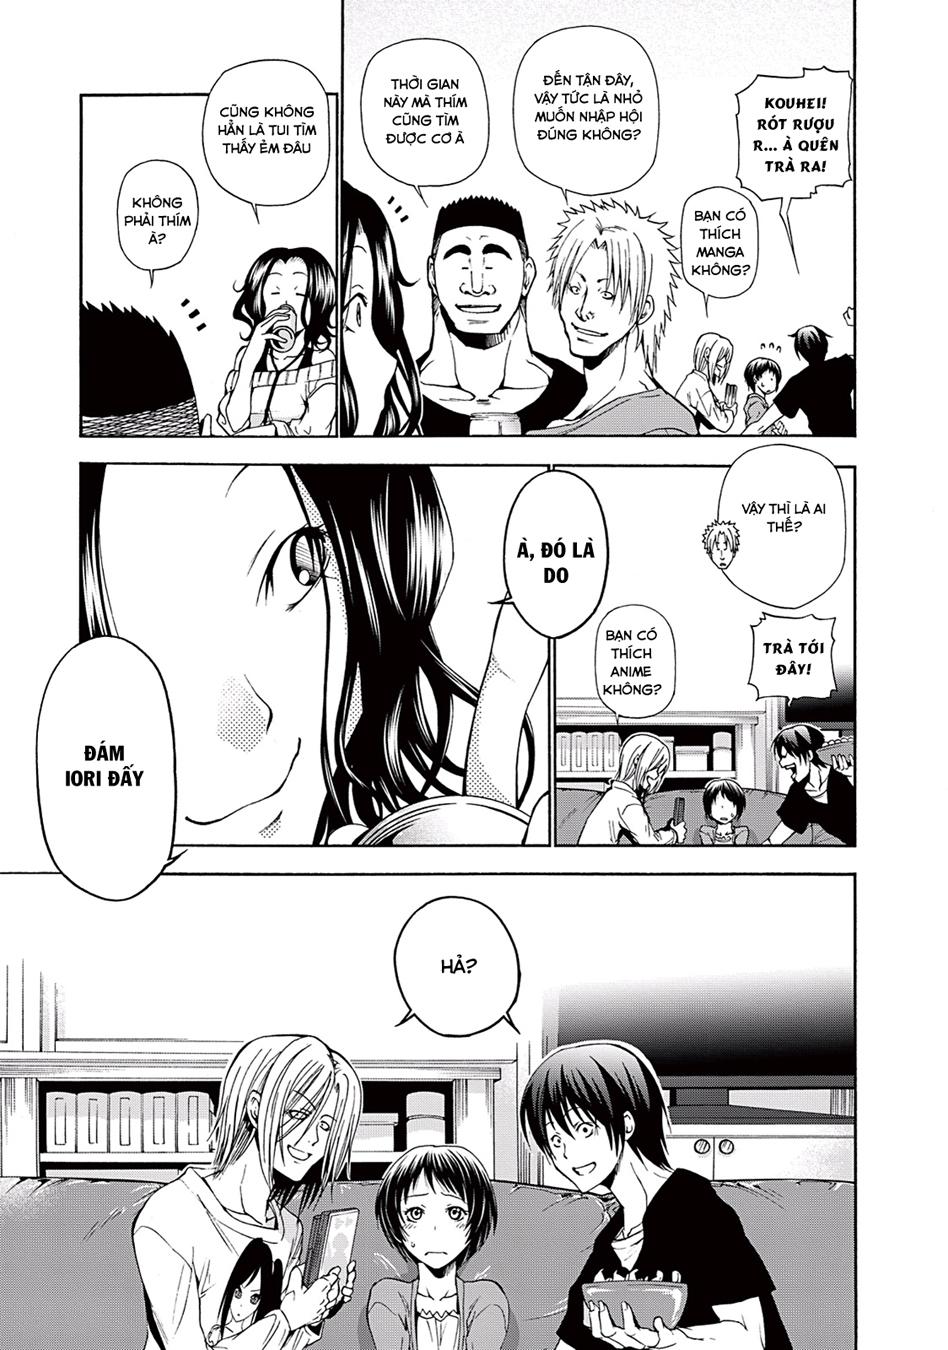 KOUHEI!
RÓT RƯỢU
R... À QUÊN
TRÀ RA!
ĐẾN TẬN ĐÂY,
VẬY TỨC LÀ NHỎ
MUỐN NHẬP HỘI
ĐÚNG KHÔNG?
BẠN CÓ
THÍCH
MANGA
KHÔNG?
THỜI GIAN
NÀY MÀ THÍM
CŨNG TÌM
ĐƯỢC CƠ À
CŨNG KHÔNG
HẲN LÀ TUI TÌM
THẤY ẺM ĐÂU
KHÔNG
PHẢI THÍM
À?
VẬY THÌ LÀ AI
THẾ?
TRÀ TỚI
ĐÂY!
BẠN CÓ
THÍCH
ANIME
KHÔNG?
À, ĐÓ LÀ
DO
ĐÁM
IORI ĐẤY
HẢ?